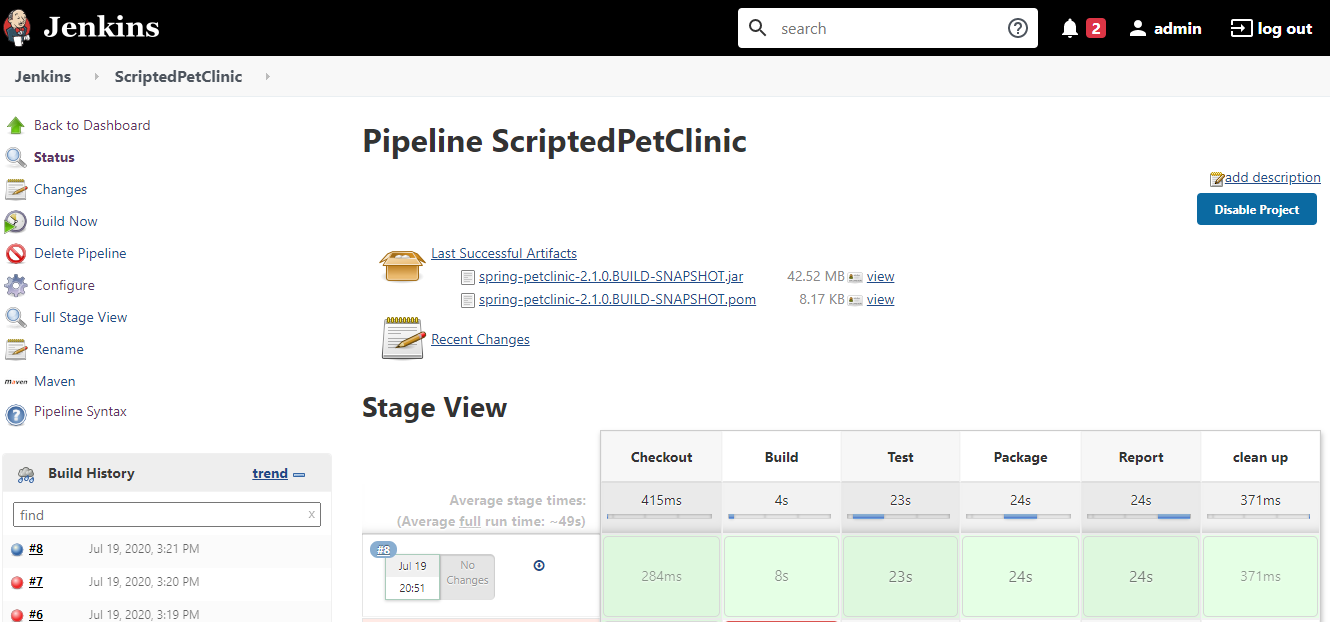 Jenkins
search
2
admin
log out
Jenkins
ScriptedPetClinic
Back to Dashboard
Status
Changes
Build Now
Delete Pipeline
Configure
Full Stage View
Rename
Maven
Maven
Pipeline Syntax
Build History
trend
find
x
#8
Jul 19, 2020, 3:21 PM
#7
Jul 19, 2020, 3:20 PM
#6
Jul 19, 2020, 3:19 PM
Pipeline ScriptedPetClinic
add description
Disable Project
Last Successful Artifacts
spring-petclinic-2.1.0.BUILD-SNAPSHOT.jar 42.52 MB view
spring-petclinic-2.1.0.BUILD-SNAPSHOT.pom 8.17 KB view
Recent Changes
Stage View
Checkout Build Test Package Report clean up
Average stage times:
(Average full run time: ~49s)
415ms 4s 23s 24s 24s 371ms
#8
Jul 19
20:51
No
Changes
284ms 8s 23s 24s 24s 371ms